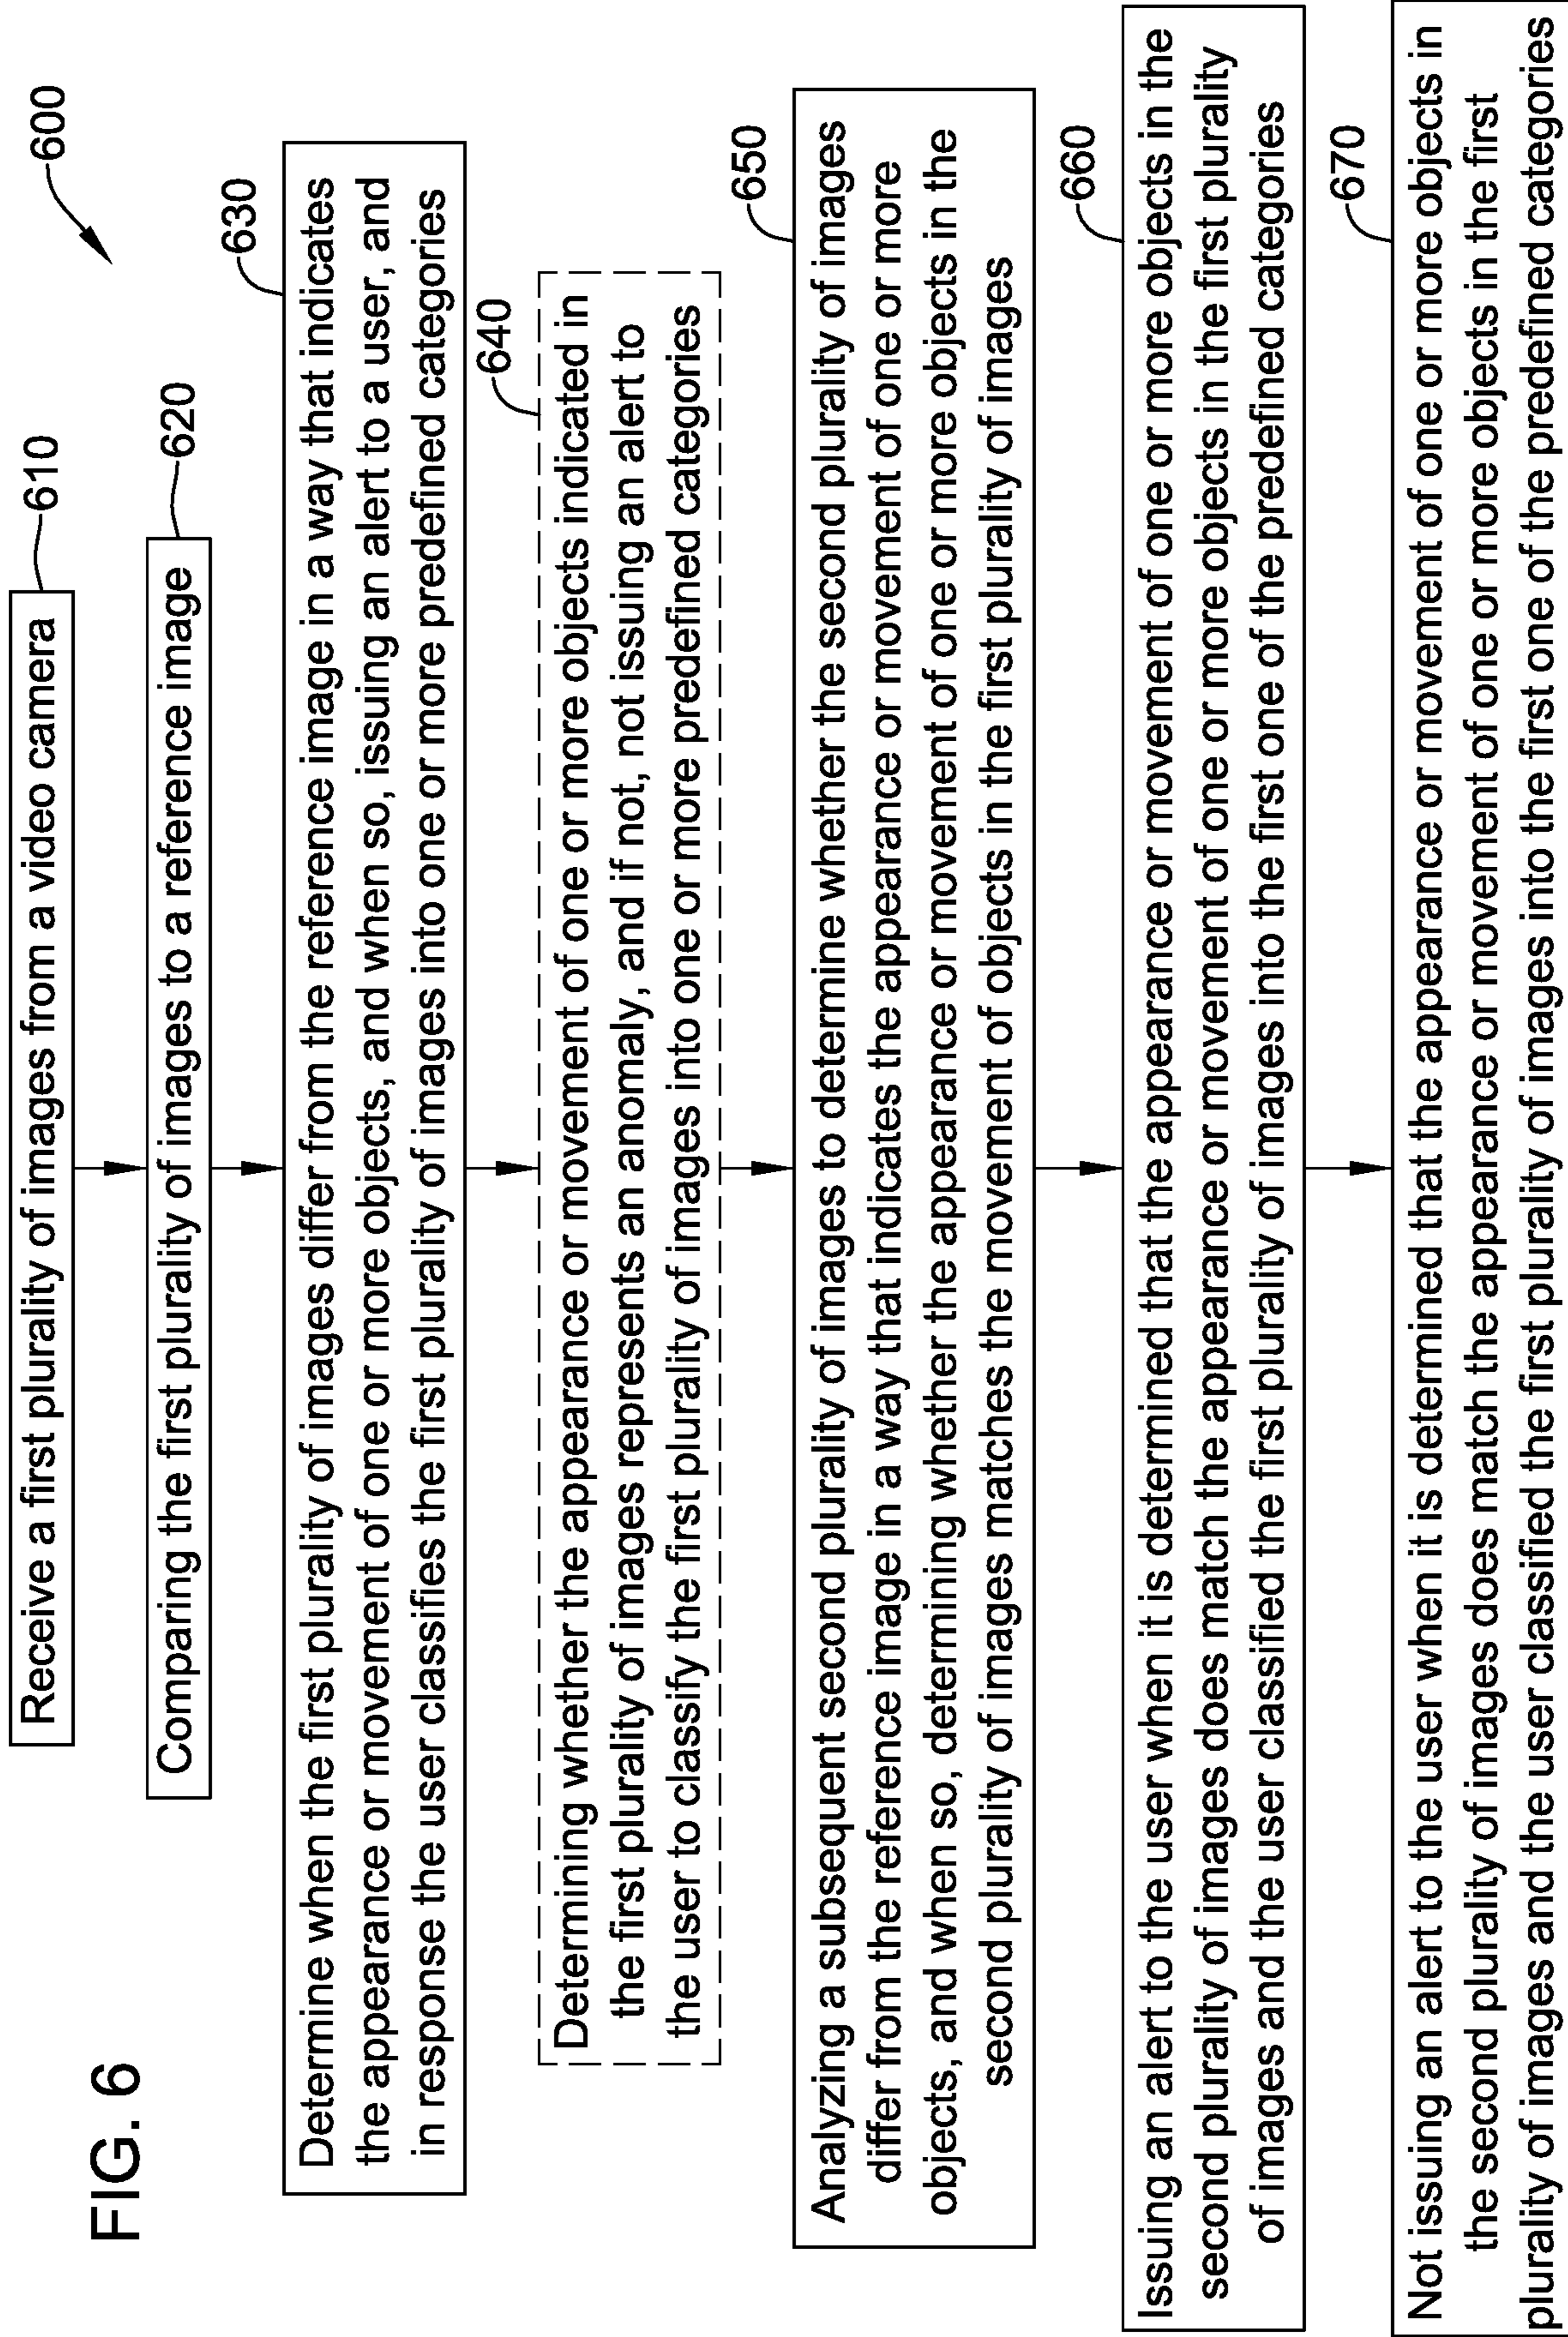 FIG. 6
600
610
Receive a first plurality of images from a video camera
620
Comparing the first plurality of images to a reference image
630
Determine when the first plurality of images differ from the reference image in a way that indicates
the appearance or movement of one or more objects, and when so, issuing an alert to a user, and
in response the user classifies the first plurality of images into one or more predefined categories
640
Determining whether the appearance or movement of one or more objects indicated in
the first plurality of images represents an anomaly, and if not, not issuing an alert to
the user to classify the first plurality of images into one or more predefined categories
650
Analyzing a subsequent second plurality of images to determine whether the second plurality of images
differ from the reference image in a way that indicates the appearance or movement of one or more
objects, and when so, determining whether the appearance or movement of one or more objects in the
second plurality of images matches the movement of objects in the first plurality of images
660
Issuing an alert to the user when it is determined that the appearance or movement of one or more objects in the
second plurality of images does match the appearance or movement of one or more objects in the first plurality
of images and the user classified the first plurality of images into the first one of the predefined categories
670
Not issuing an alert to the user when it is determined that the appearance or movement of one or more objects in
the second plurality of images does match the appearance or movement of one or more objects in the first
plurality of images and the user classified the first plurality of images into the first one of the predefined categories